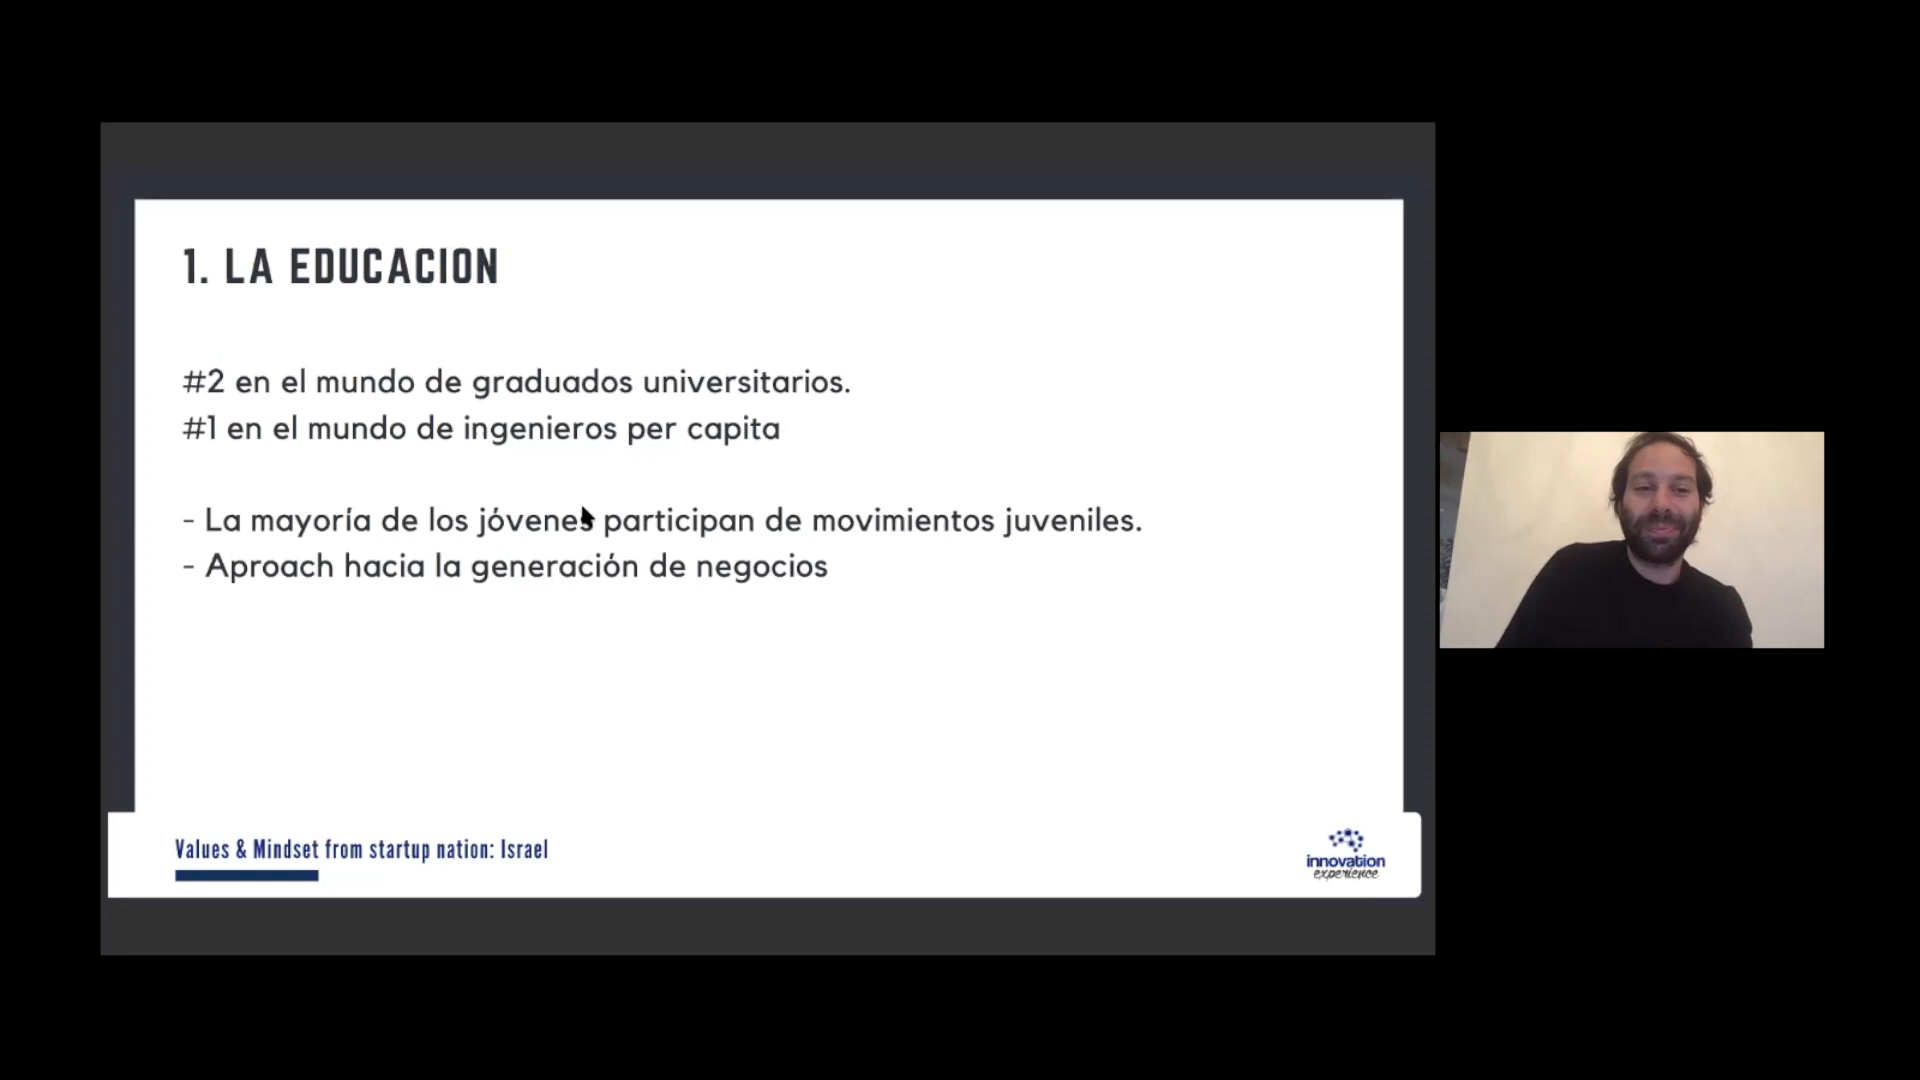 1. LA EDUCACION
#2 en el mundo de graduados universitarios.
#1 en el mundo de ingenieros per capita
- La mayoría de los jóvenes participan de movimientos juveniles.
- Aproach hacia la generación de negocios
Values & Mindset from startup nation: Israel
innovation
experience